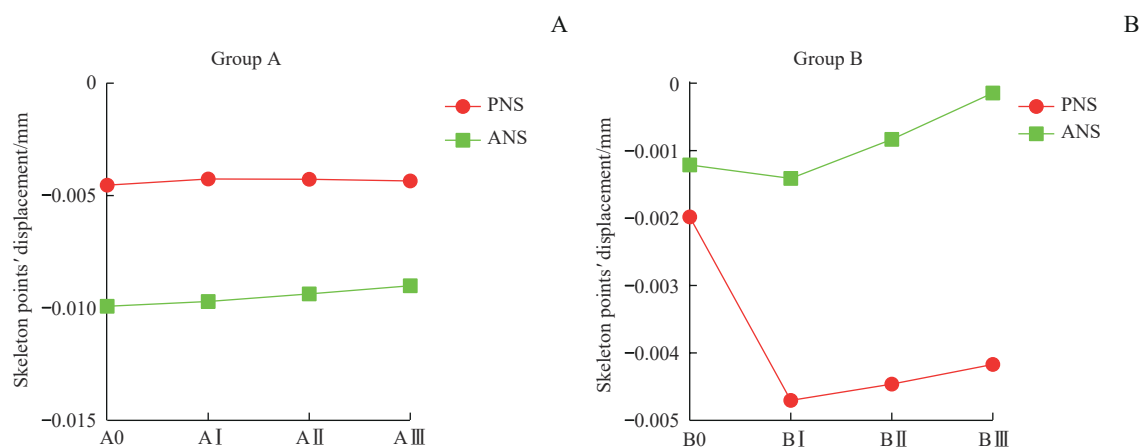 A
Group A
Skeleton points′ displacement/mm
0
−0.005
−0.010
−0.015
A0
AⅠ
AⅡ
AⅢ
PNS
ANS
B
Group B
Skeleton points′ displacement/mm
0
−0.001
−0.002
−0.003
−0.004
−0.005
B0
BⅠ
BⅡ
BⅢ
PNS
ANS